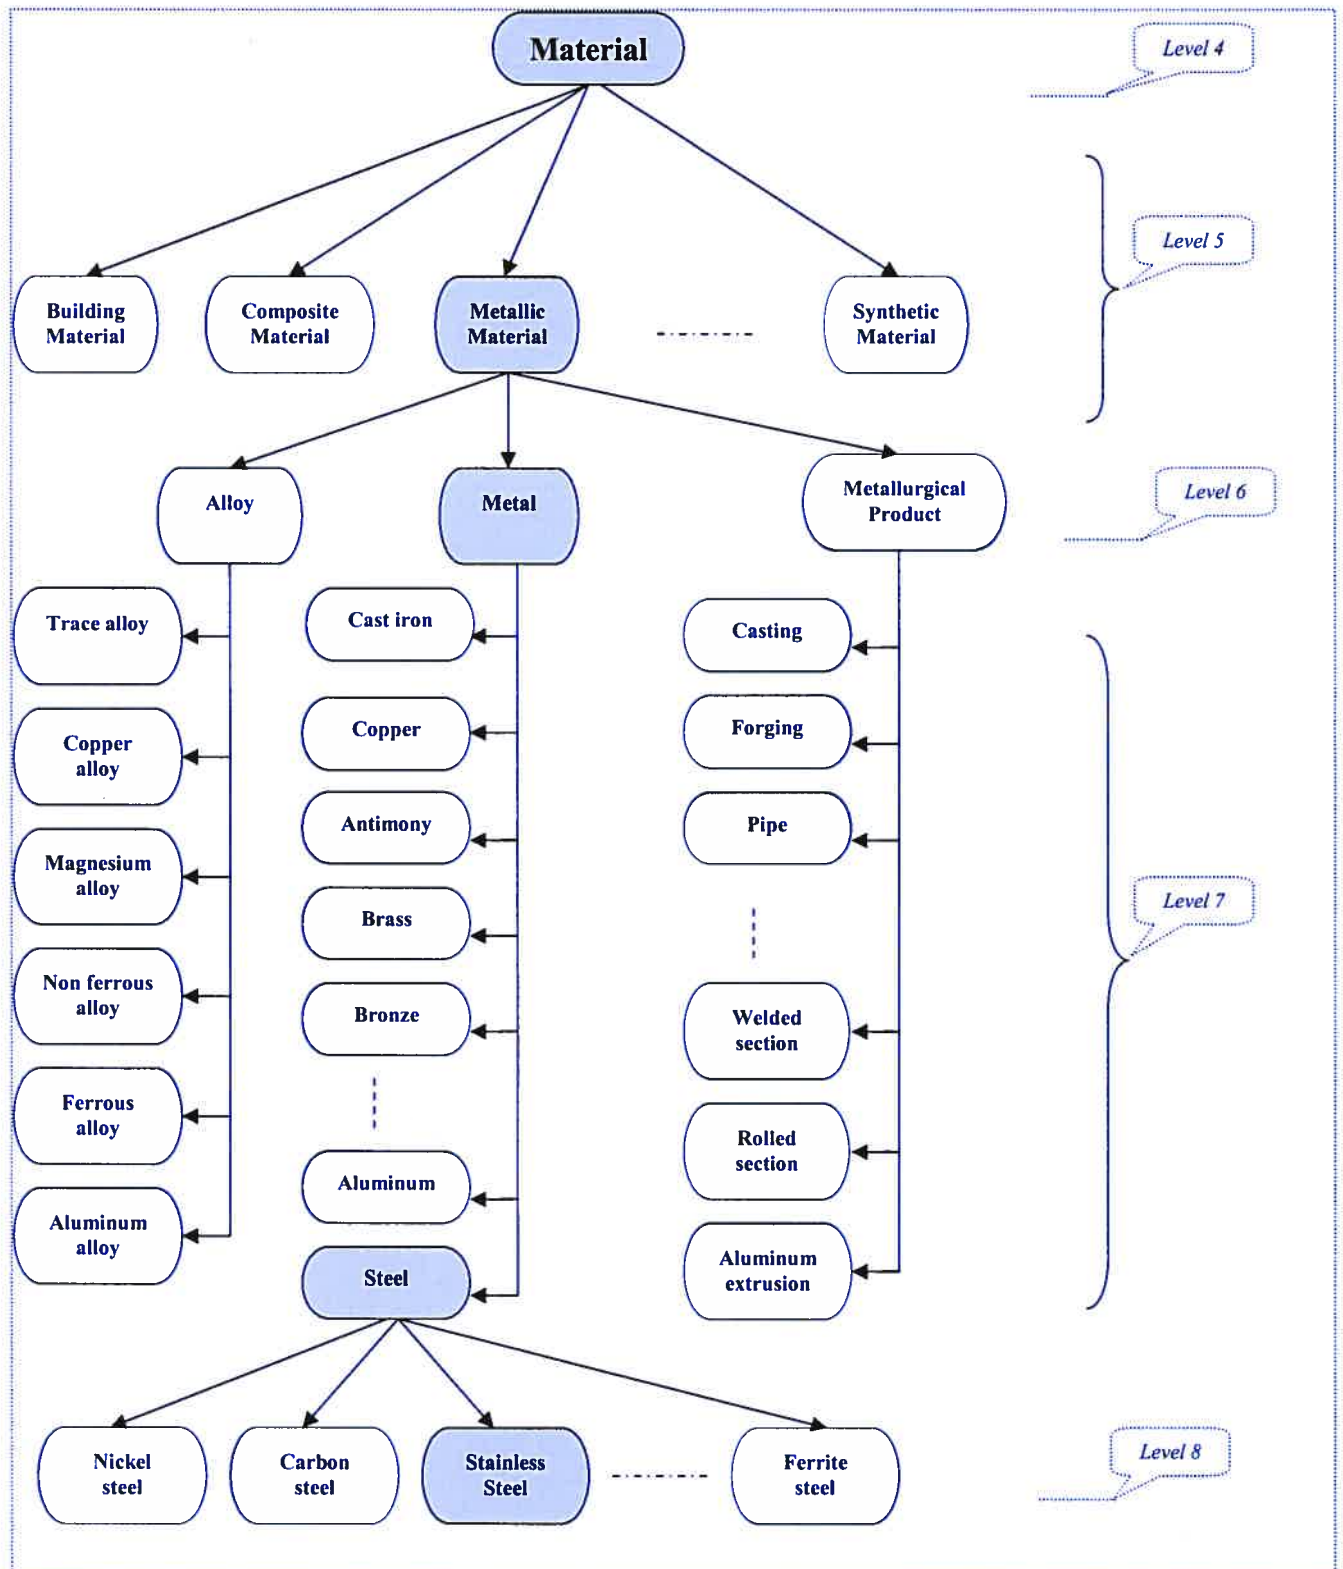 Material
Level 4
Level 5
Building
Material
Composite
Material
Metallic
Material
Synthetic
Material
Alloy
Metal
Metallurgical
Product
Level 6
Trace alloy
Copper
alloy
Magnesium
alloy
Non ferrous
alloy
Ferrous
alloy
Aluminum
alloy
Cast iron
Copper
Antimony
Brass
Bronze
Aluminum
Steel
Casting
Forging
Pipe
Welded
section
Rolled
section
Aluminum
extrusion
Level 7
Nickel
steel
Carbon
steel
Stainless
Steel
Ferrite
steel
Level 8